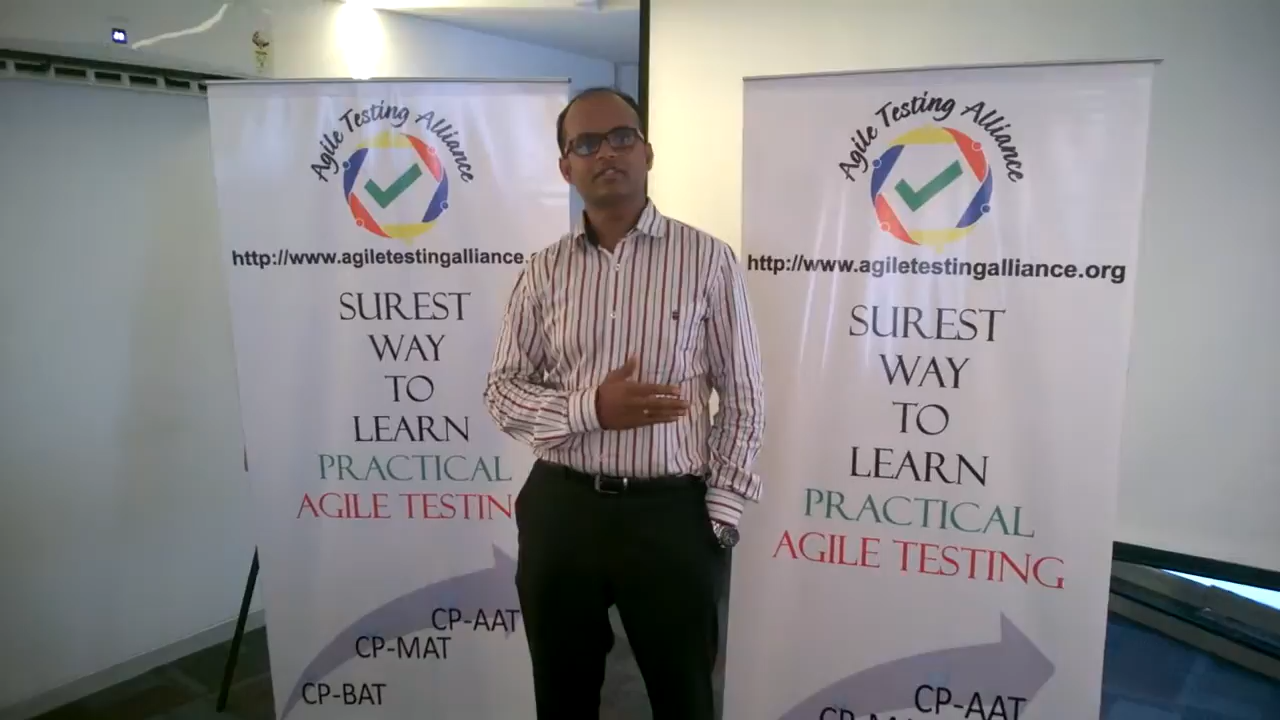 Agile Testing Alliance
http://www.agiletestingalliance.
SUREST
WAY
TO
LEARN
PRACTICAL
AGILE TESTIN
CP-AAT
CP-MAT
CP-BAT
Agile Testing Alliance
http://www.agiletestingalliance.org
SUREST
WAY
TO
LEARN
PRACTICAL
AGILE TESTING
CP-AAT